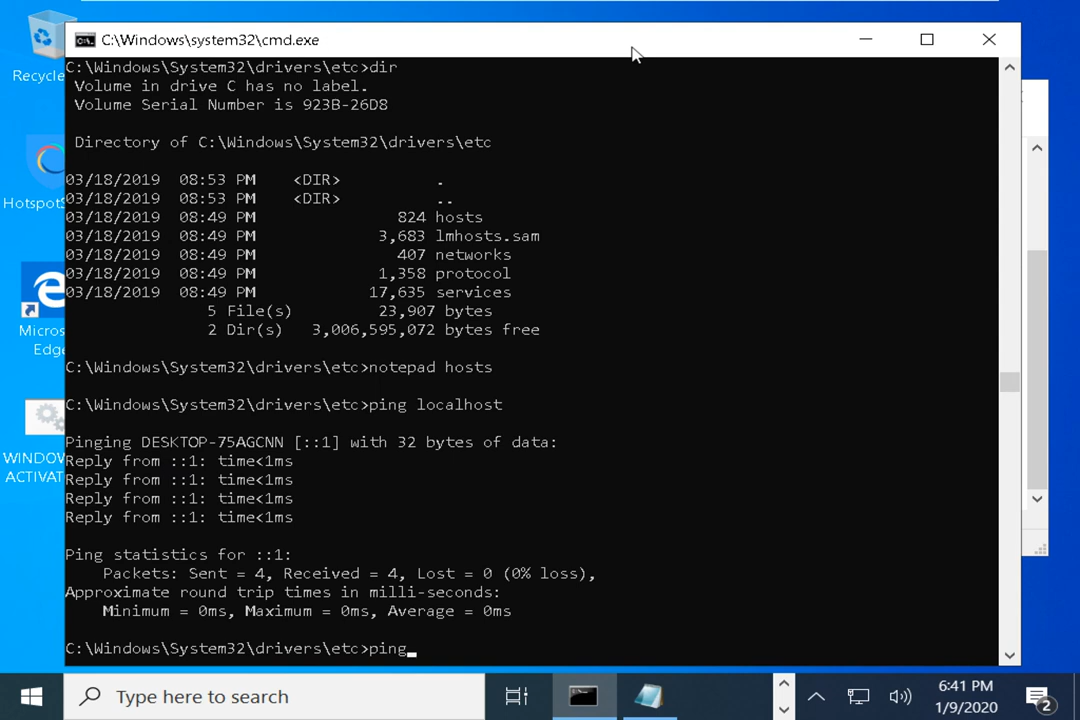 C:\Windows\system32\cmd.exe
C:\Windows\System32\drivers\etc>dir
Volume in drive C has no label.
Volume Serial Number is 923B-26D8
Directory of C:\Windows\System32\drivers\etc
03/18/2019  08:53 PM    <DIR>          .
03/18/2019  08:53 PM    <DIR>          ..
03/18/2019  08:49 PM               824 hosts
03/18/2019  08:49 PM             3,683 lmhosts.sam
03/18/2019  08:49 PM               407 networks
03/18/2019  08:49 PM             1,358 protocol
03/18/2019  08:49 PM            17,635 services
5 File(s)         23,907 bytes
2 Dir(s)  3,006,595,072 bytes free
C:\Windows\System32\drivers\etc>notepad hosts
C:\Windows\System32\drivers\etc>ping localhost
Pinging DESKTOP-75AGCNN [::1] with 32 bytes of data:
Reply from ::1: time<1ms
Reply from ::1: time<1ms
Reply from ::1: time<1ms
Reply from ::1: time<1ms
Ping statistics for ::1:
Packets: Sent = 4, Received = 4, Lost = 0 (0% loss),
Approximate round trip times in milli-seconds:
Minimum = 0ms, Maximum = 0ms, Average = 0ms
C:\Windows\System32\drivers\etc>ping
Recycle
HotspotS
Micros
Edge
WINDOW
ACTIVAT
Type here to search
6:41 PM
1/9/2020
2